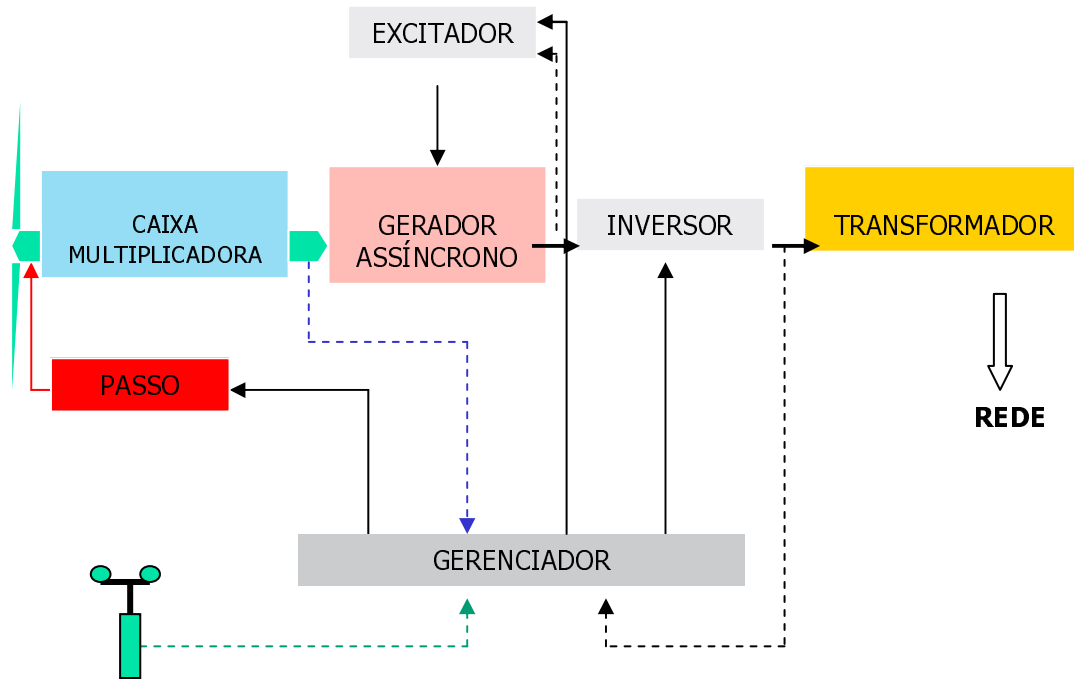 EXCITADOR
CAIXA
MULTIPLICADORA
GERADOR
ASSÍNCRONO
INVERSOR
TRANSFORMADOR
PASSO
REDE
GERENCIADOR